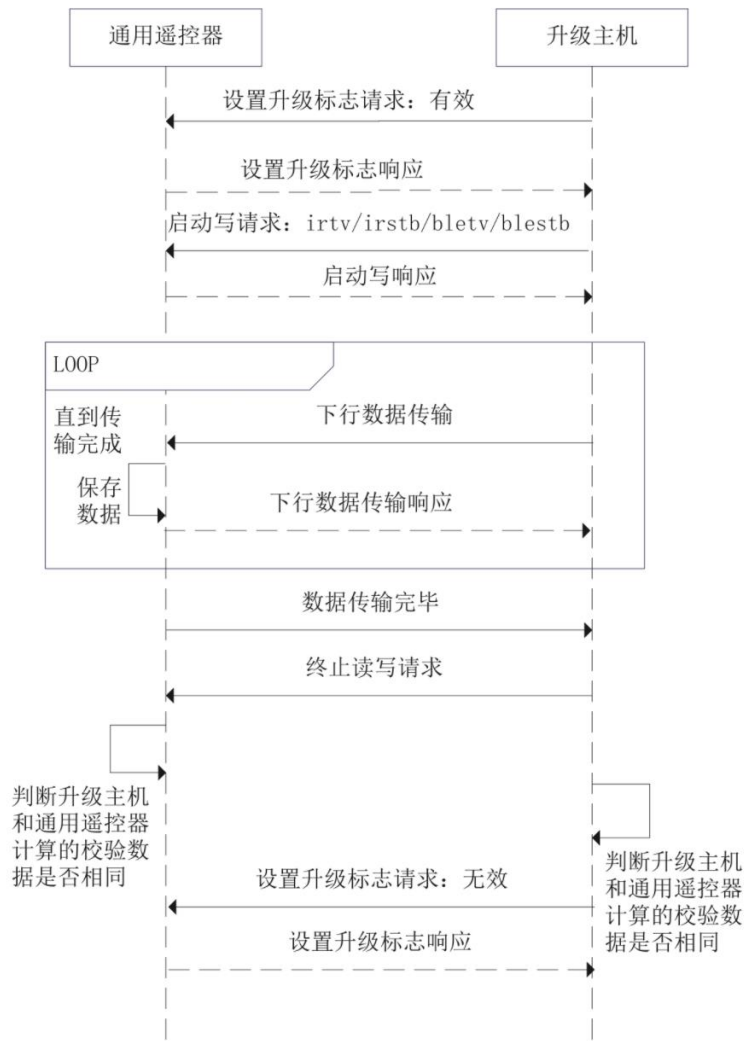 通用遥控器
升级主机
设置升级标志请求：有效
设置升级标志响应
启动写请求：irtv/irstb/bletv/blestb
启动写响应
LOOP
直到传
输完成
下行数据传输
保存
数据
下行数据传输响应
数据传输完毕
终止读写请求
判断升级主机
和通用遥控器
计算的校验数
据是否相同
判断升级主机
和通用遥控器
计算的校验数
据是否相同
设置升级标志请求：无效
设置升级标志响应